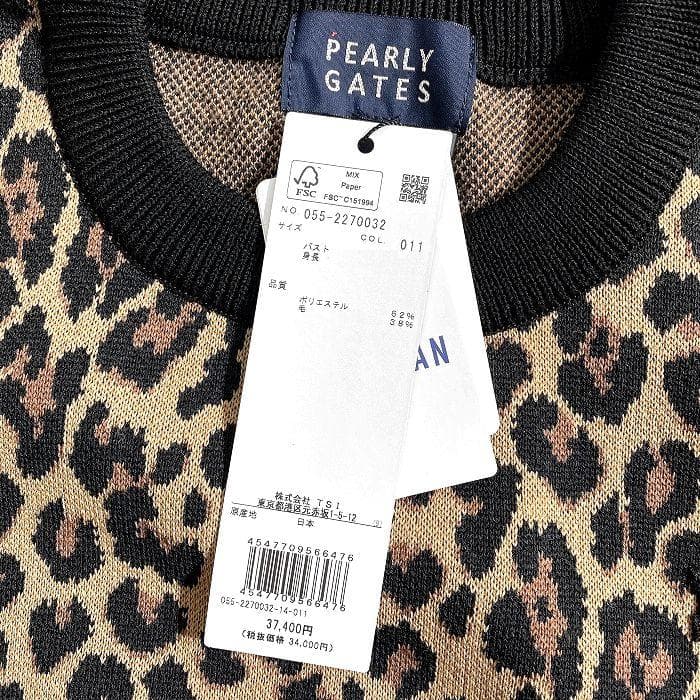 PEARLY
GATES
MIX
Paper
FSC™ C151994
FSC
NO 055-2270032
サイズ
COL. 011
バスト
身長
品質
ポリエステル 62%
毛 38%
AN
株式会社 TSI
東京都港区元赤坂1-5-12
原産地 日本
4547709566476
4547709566476
055-2270032-14-011
37,400円
(税抜価格 34,000円)